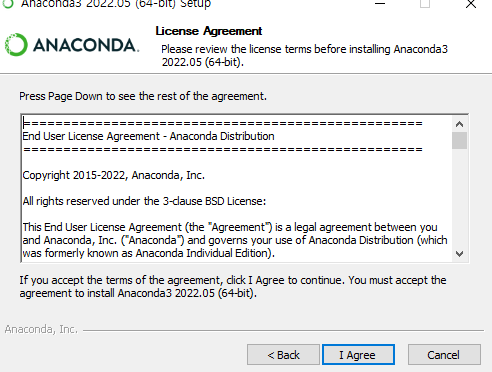 Anaconda3 2022.05 (64-bit) Setup
ANACONDA.
License Agreement
Please review the license terms before installing Anaconda3
2022.05 (64-bit).
Press Page Down to see the rest of the agreement.
==================================================
End User License Agreement - Anaconda Distribution
==================================================
Copyright 2015-2022, Anaconda, Inc.
All rights reserved under the 3-clause BSD License:
This End User License Agreement (the "Agreement") is a legal agreement between you
and Anaconda, Inc. ("Anaconda") and governs your use of Anaconda Distribution (which
was formerly known as Anaconda Individual Edition).
If you accept the terms of the agreement, click I Agree to continue. You must accept the
agreement to install Anaconda3 2022.05 (64-bit).
Anaconda, Inc.
< Back
I Agree
Cancel